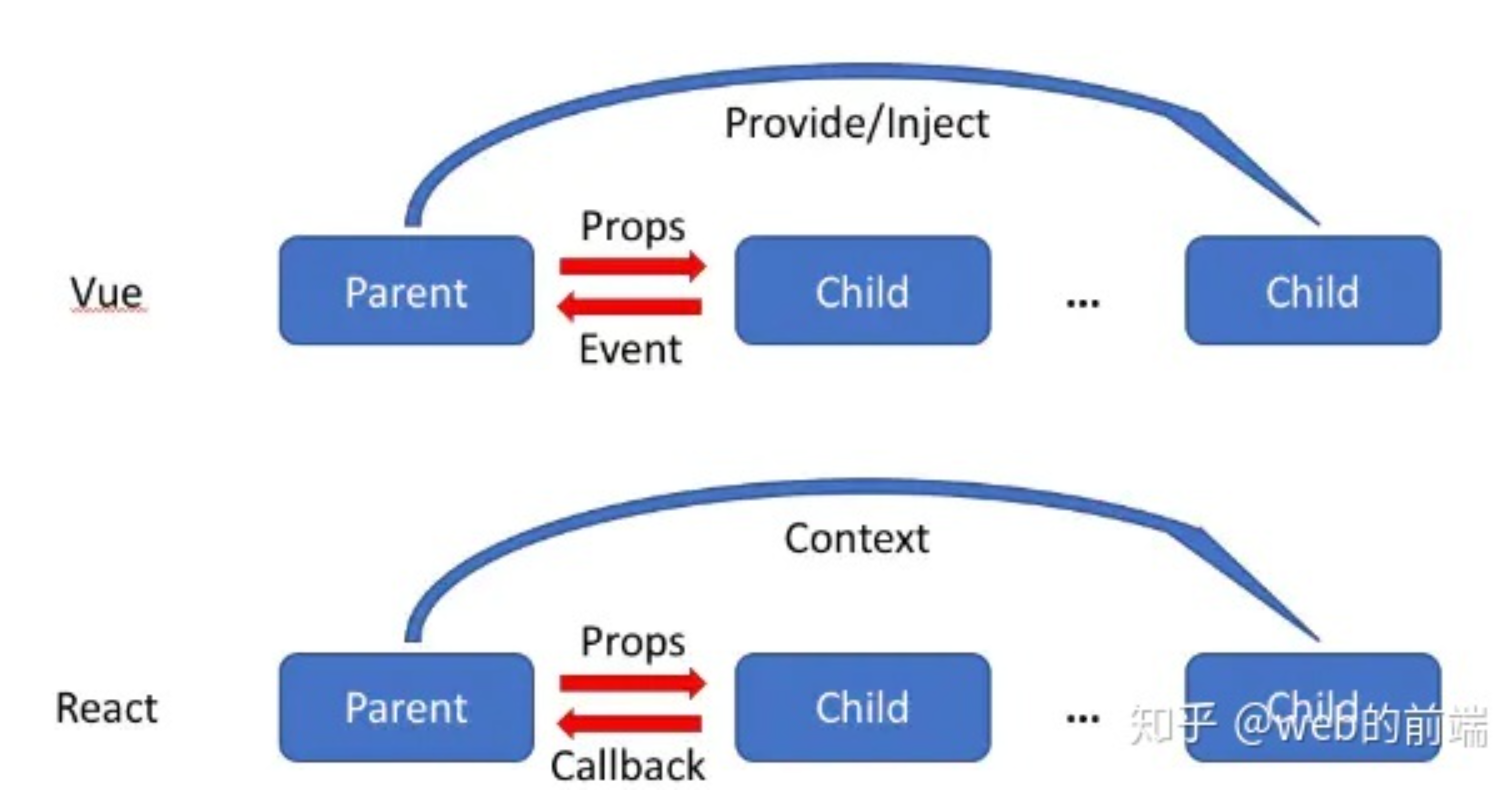 Provide/Inject
Props
Vue
Parent
Child
...
Child
Event
Context
Props
React
Parent
Child
...
Child
Callback
知乎 @web的前端